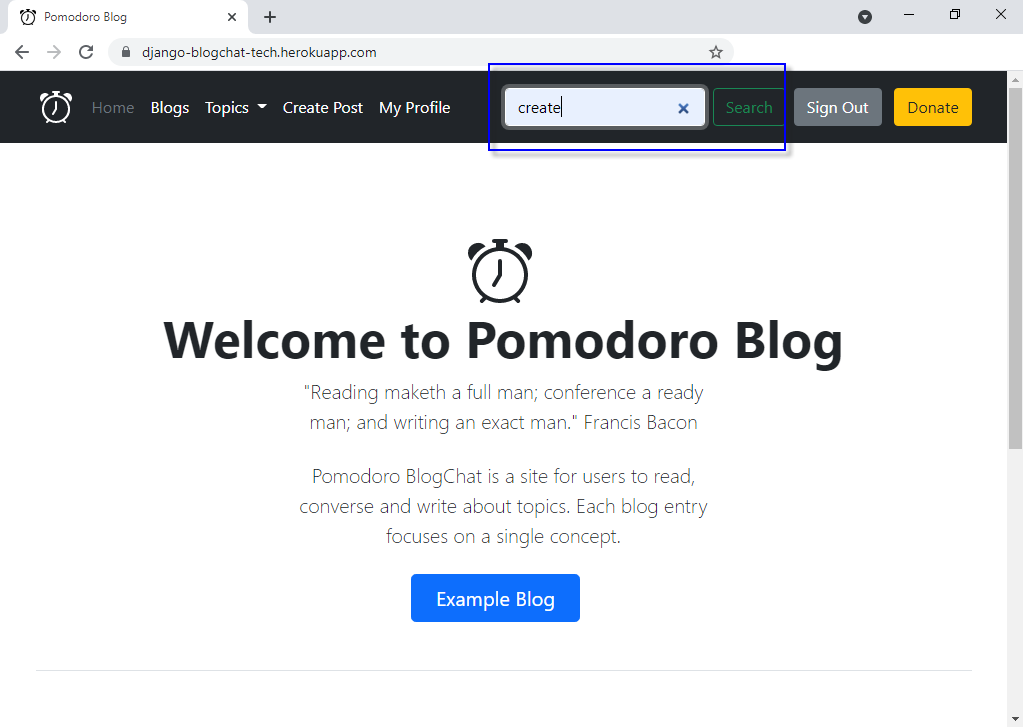 Pomodoro Blog
django-blogchat-tech.herokuapp.com
Home Blogs Topics Create Post My Profile create Search Sign Out Donate
Welcome to Pomodoro Blog
"Reading maketh a full man; conference a ready
man; and writing an exact man." Francis Bacon
Pomodoro BlogChat is a site for users to read,
converse and write about topics. Each blog entry
focuses on a single concept.
Example Blog